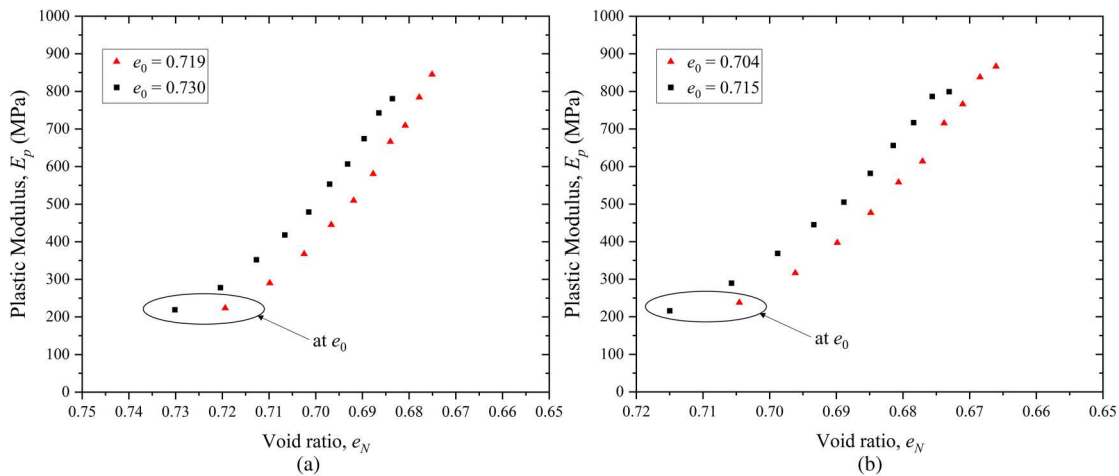 1000
900
800
700
600
500
400
300
200
100
0
Plastic Modulus, E_p (MPa)
e_0 = 0.719
e_0 = 0.730
at e_0
0.75 0.74 0.73 0.72 0.71 0.70 0.69 0.68 0.67 0.66 0.65
Void ratio, e_N
(a)
1000
900
800
700
600
500
400
300
200
100
0
Plastic Modulus, E_p (MPa)
e_0 = 0.704
e_0 = 0.715
at e_0
0.72 0.71 0.70 0.69 0.68 0.67 0.66 0.65
Void ratio, e_N
(b)